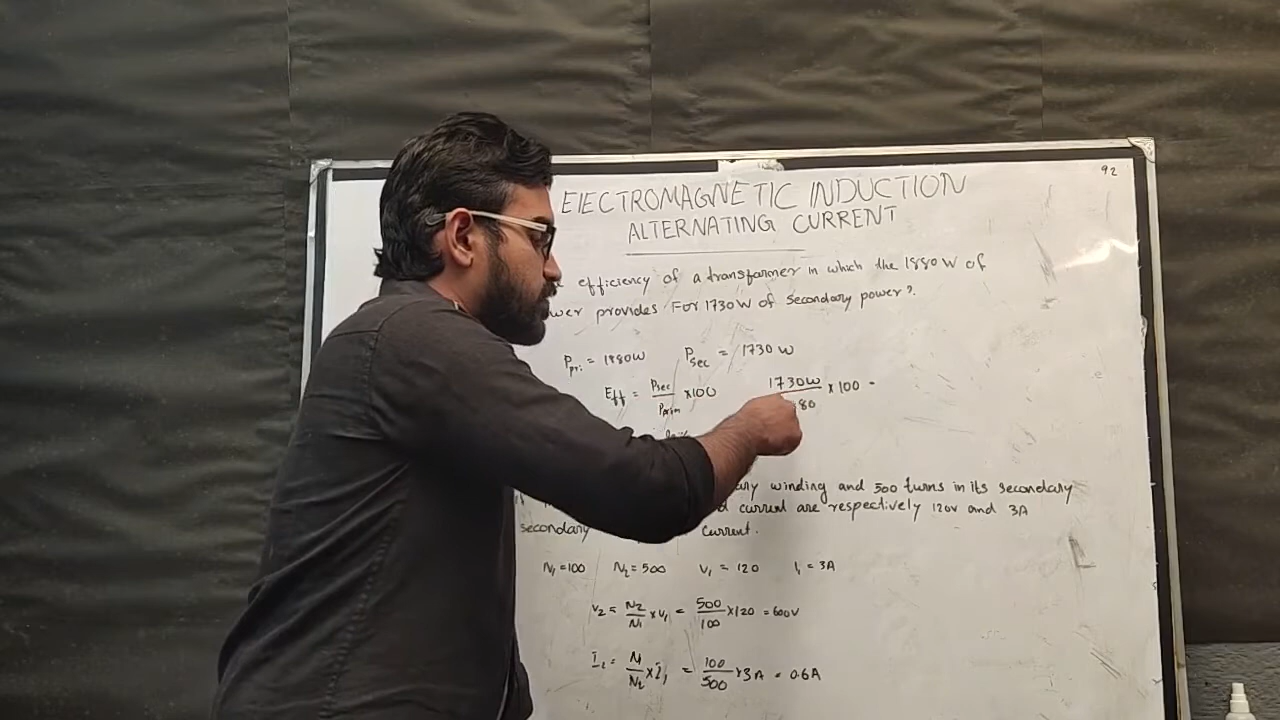 92
ElECTROMAGNETIC INDUCTION
ALTERNATING CURRENT
efficiency of a transformer in which the 1880 W of
wer provides For 1730 W of Secondary power?
Ppri = 1880W Psec = 1730 W
Eff = Psec/Pprim ×100 1730W/80 × 100 =
ary winding and 500 turns in its secondary
d current are respectively 120v and 3A
secondary current.
N₁=100 N₂=500 V₁ = 120 I₁ = 3A
V₂ = N₂/N₁ × V₁ = 500/100 ×120 = 600V
I₂ = N₁/N₂ × I₁ = 100/500 ×3A = 0.6A